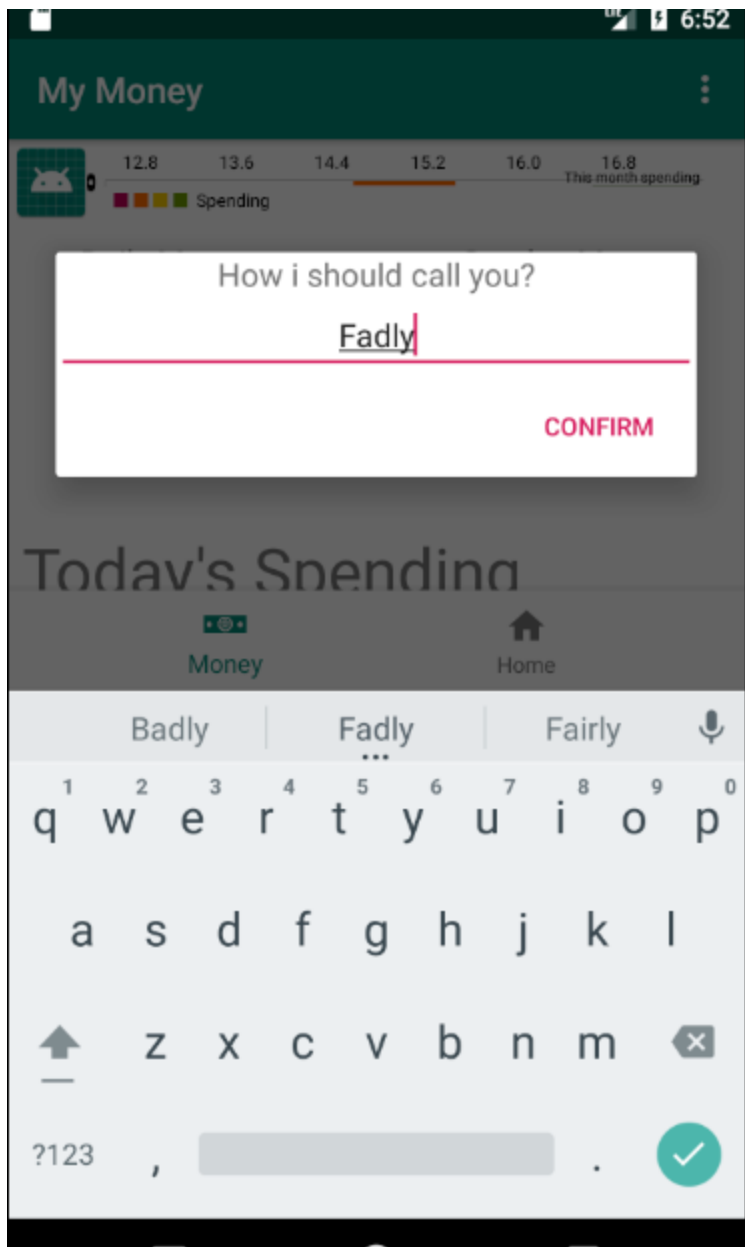 6:52
My Money
12.8 13.6 14.4 15.2 16.0 16.8
This month spending
Spending
How i should call you?
Fadly
CONFIRM
Today's Spending
Money Home
Badly Fadly Fairly
1 2 3 4 5 6 7 8 9 0
q w e r t y u i o p
a s d f g h j k l
z x c v b n m
?123 , .